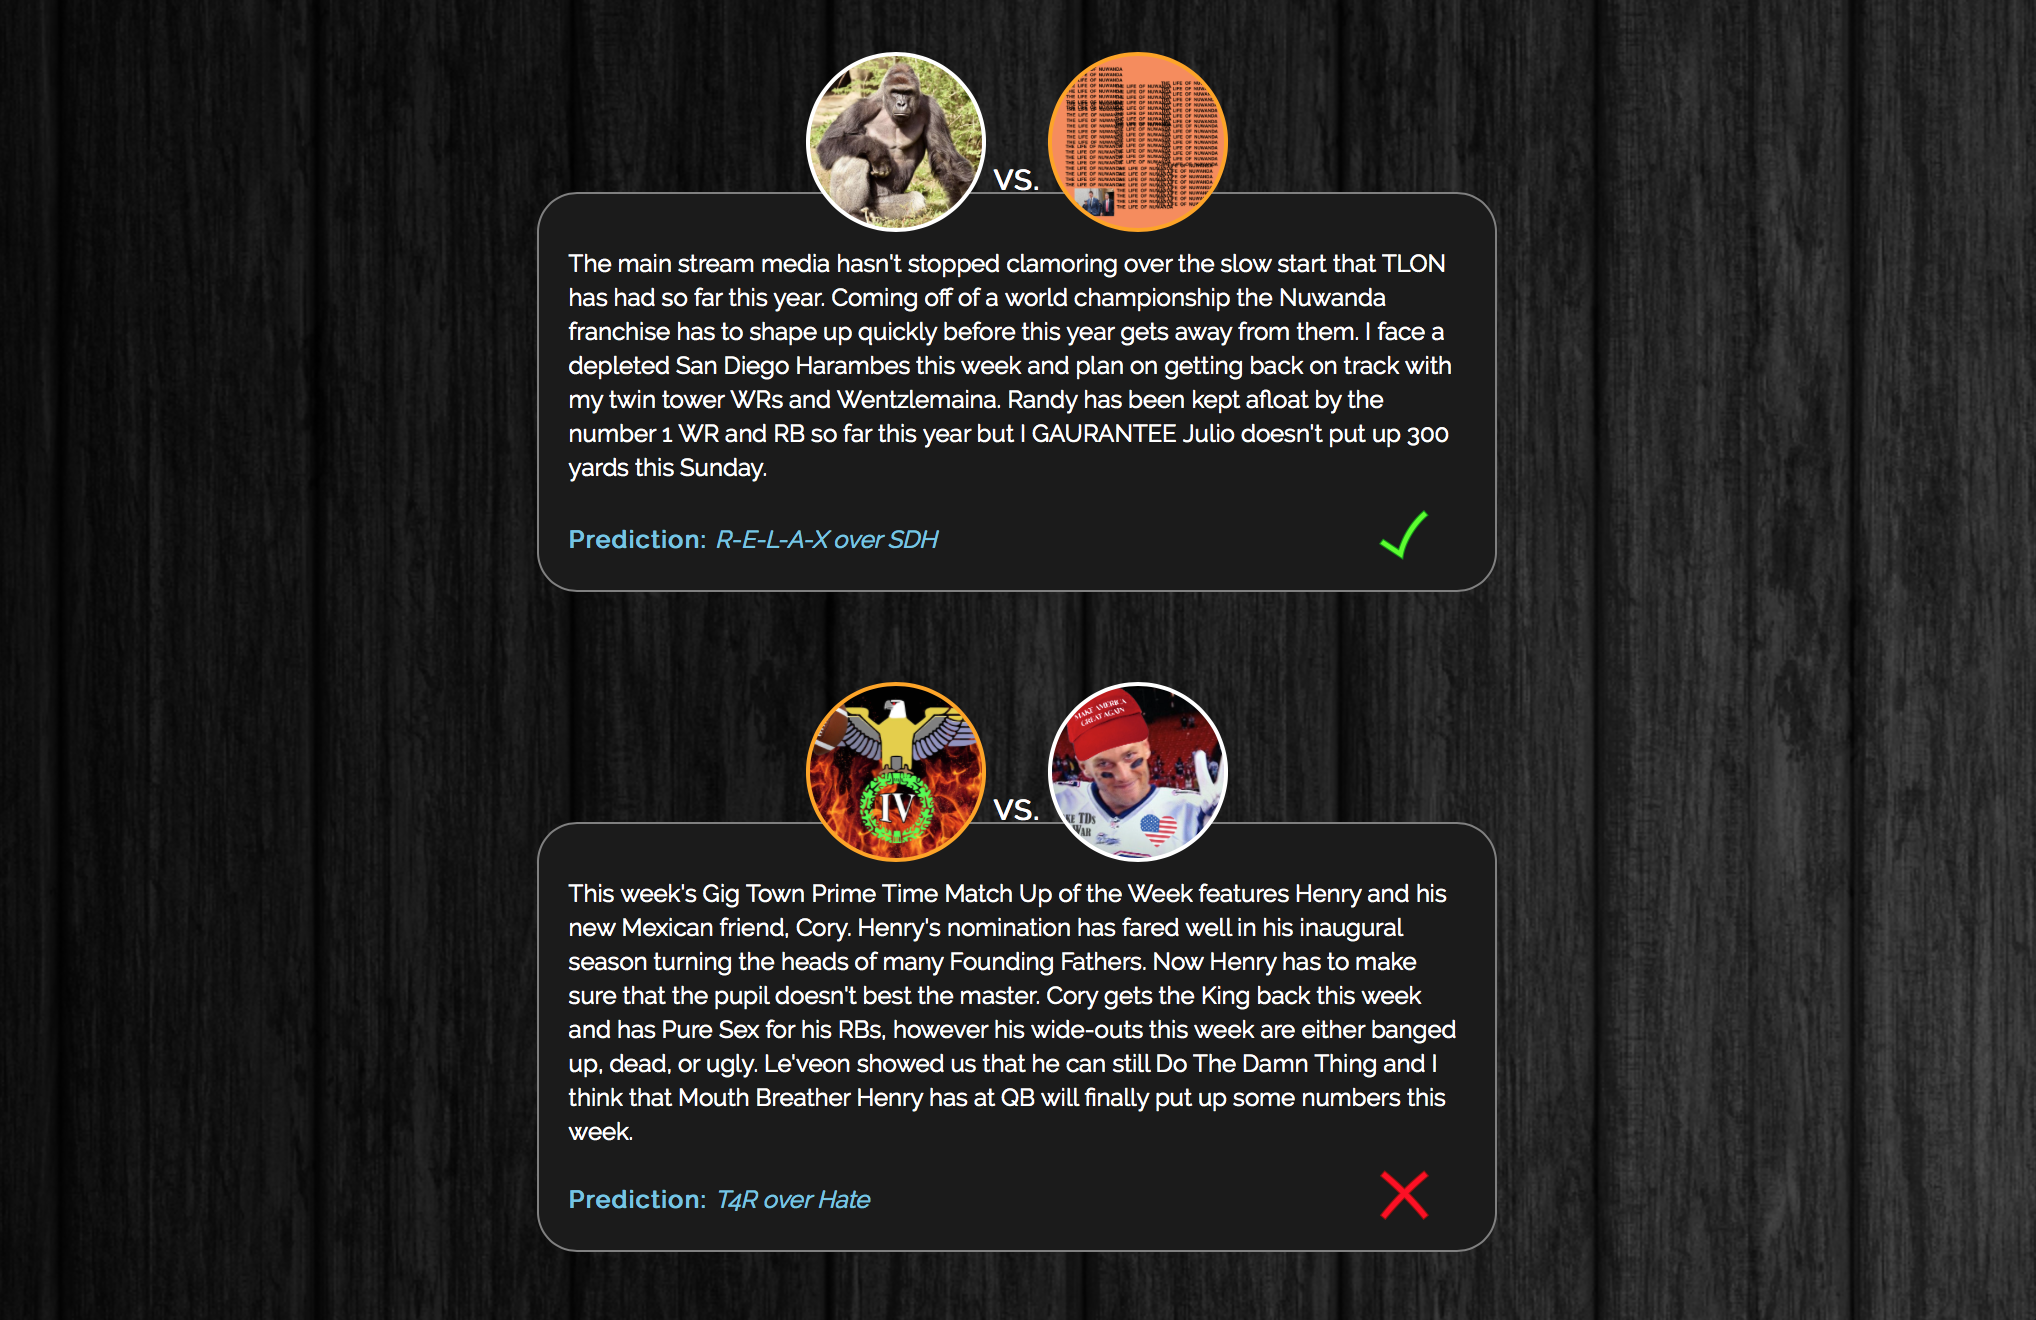 THE LIFE OF NUWANDA
VS.
The main stream media hasn't stopped clamoring over the slow start that TLON
has had so far this year. Coming off of a world championship the Nuwanda
franchise has to shape up quickly before this year gets away from them. I face a
depleted San Diego Harambes this week and plan on getting back on track with
my twin tower WRs and Wentzlemaina. Randy has been kept afloat by the
number 1 WR and RB so far this year but I GAURANTEE Julio doesn't put up 300
yards this Sunday.
Prediction: R-E-L-A-X over SDH
IV
VS.
MAKE AMERICA
GREAT AGAIN
TDs
WAR
This week's Gig Town Prime Time Match Up of the Week features Henry and his
new Mexican friend, Cory. Henry's nomination has fared well in his inaugural
season turning the heads of many Founding Fathers. Now Henry has to make
sure that the pupil doesn't best the master. Cory gets the King back this week
and has Pure Sex for his RBs, however his wide-outs this week are either banged
up, dead, or ugly. Le'veon showed us that he can still Do The Damn Thing and I
think that Mouth Breather Henry has at QB will finally put up some numbers this
week.
Prediction: T4R over Hate